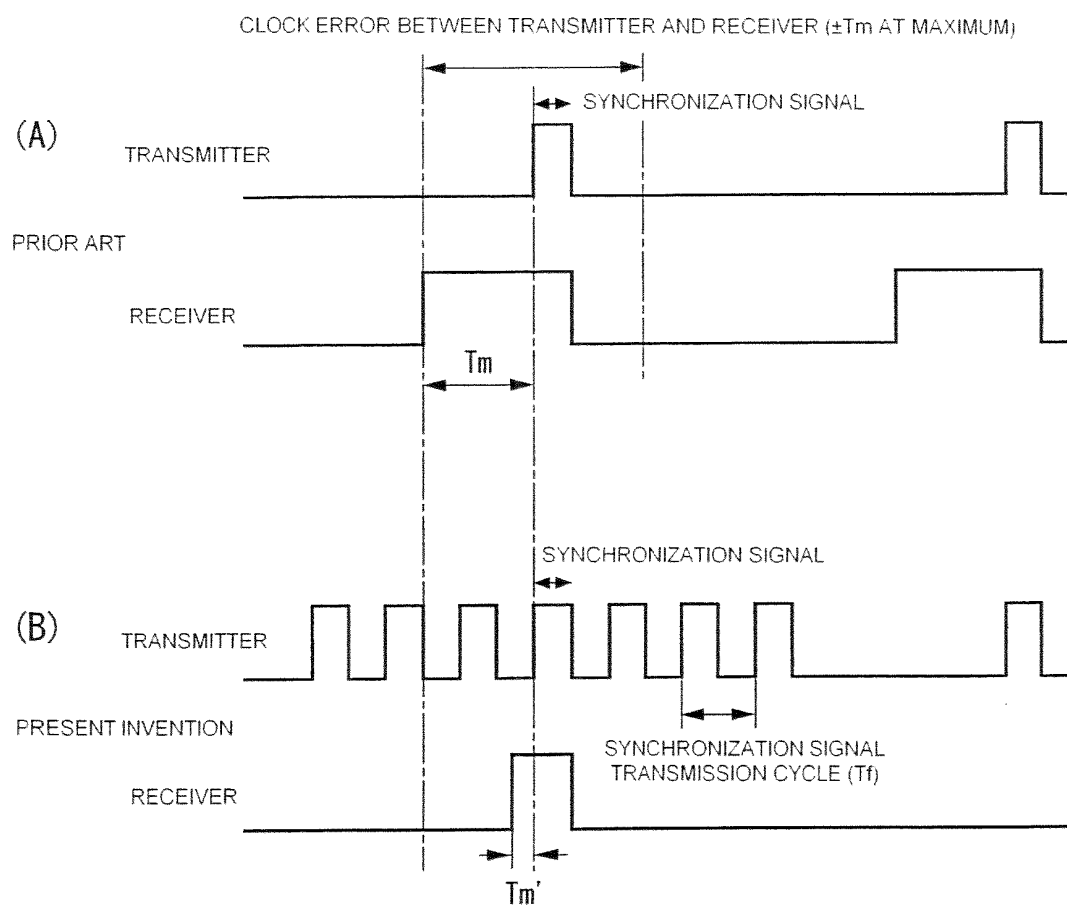 CLOCK ERROR BETWEEN TRANSMITTER AND RECEIVER (±Tm AT MAXIMUM)
SYNCHRONIZATION SIGNAL
(A)
TRANSMITTER
PRIOR ART
RECEIVER
Tm
SYNCHRONIZATION SIGNAL
(B)
TRANSMITTER
PRESENT INVENTION
SYNCHRONIZATION SIGNAL
TRANSMISSION CYCLE (Tf)
RECEIVER
Tm'